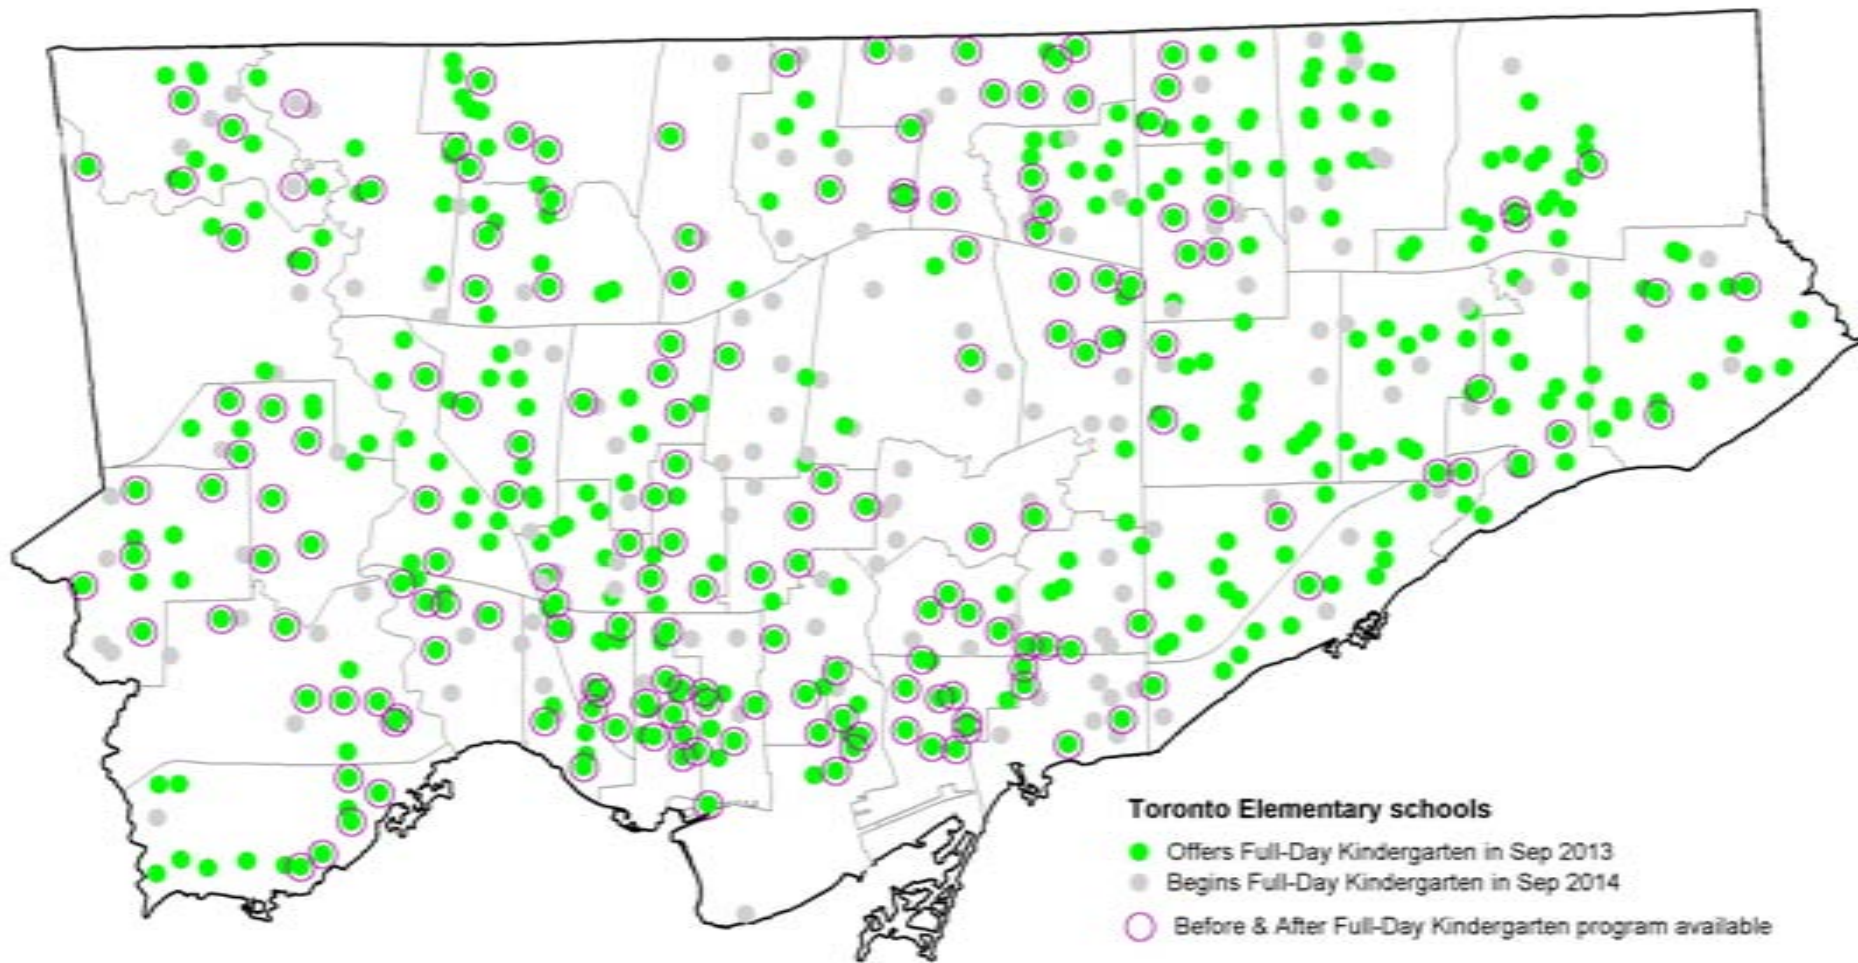 Toronto Elementary schools
Offers Full-Day Kindergarten in Sep 2013
Begins Full-Day Kindergarten in Sep 2014
Before & After Full-Day Kindergarten program available